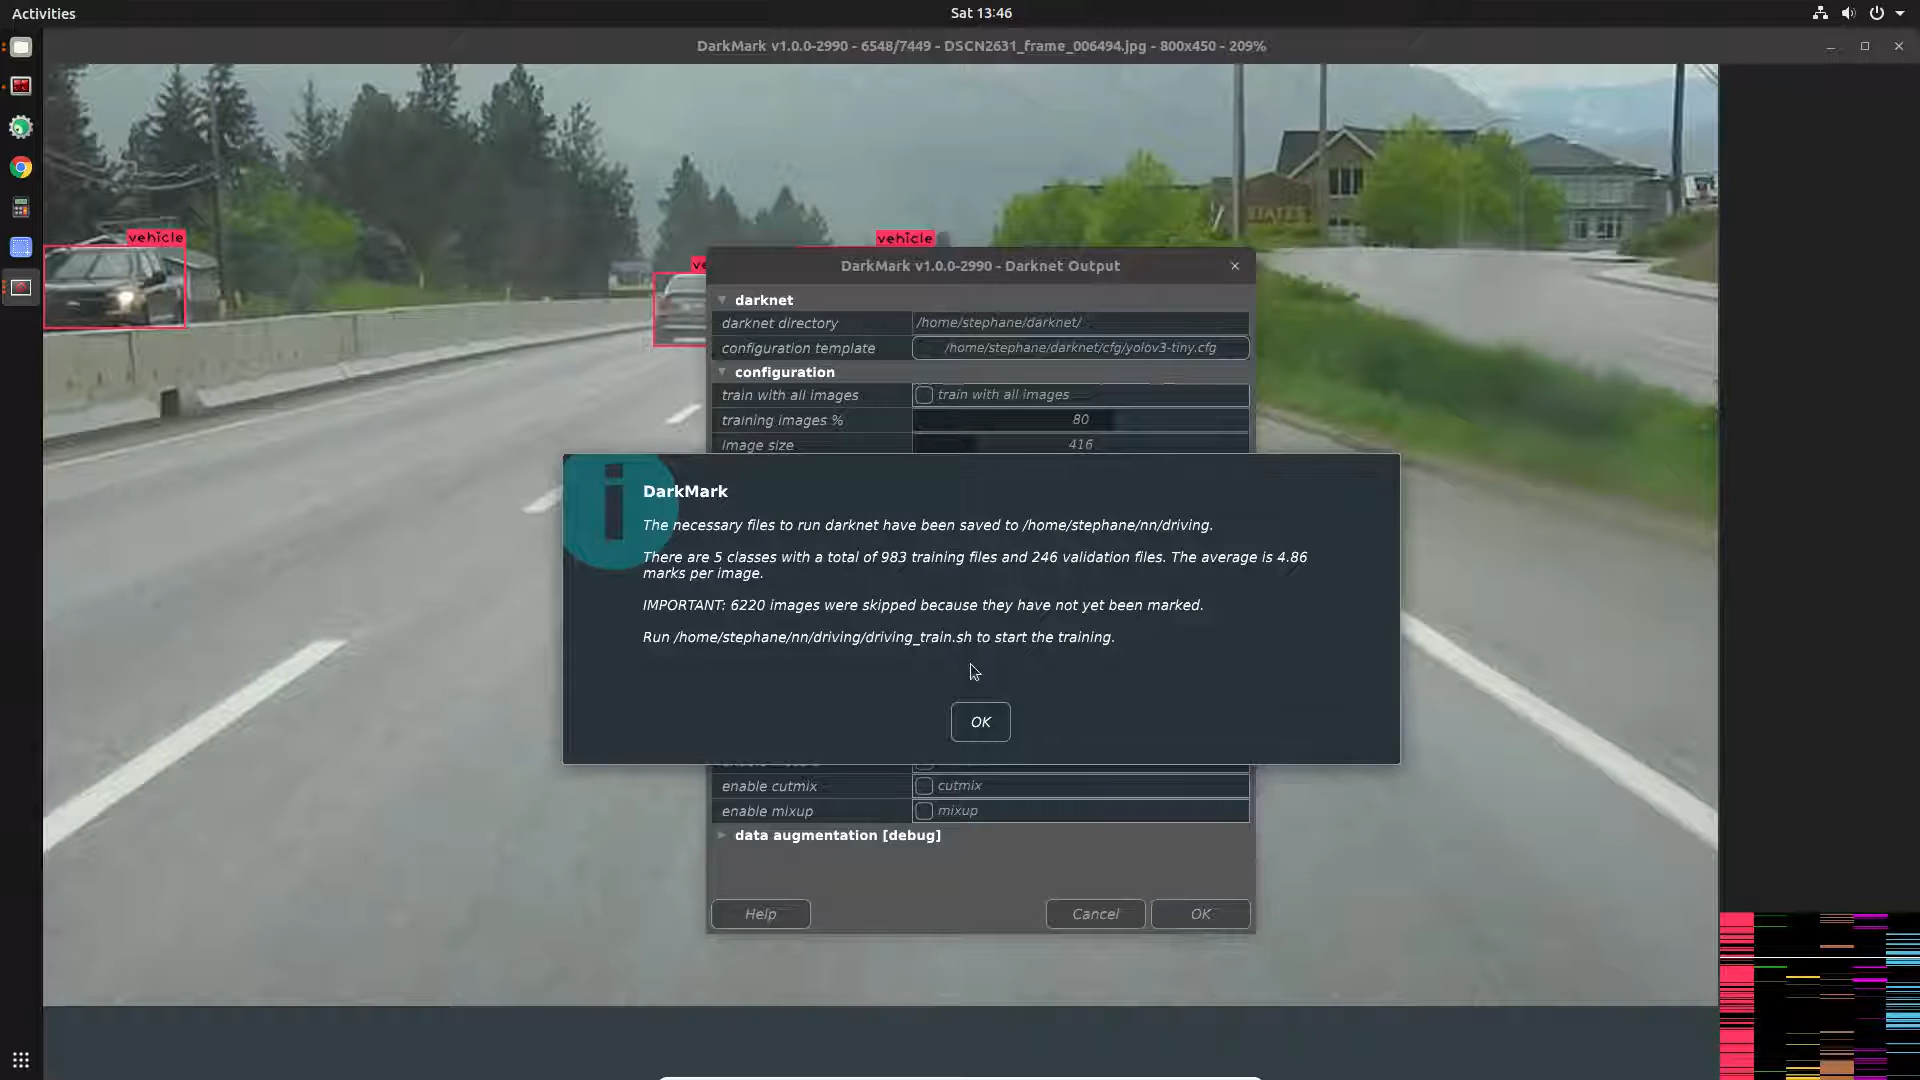 Activities
Sat 13:46
DarkMark v1.0.0-2990 - 6548/7449 - DSCN2631_frame_006494.jpg - 800x450 - 209%
vehicle
vehicle
ve
DarkMark v1.0.0-2990 - Darknet Output
darknet
darknet directory /home/stephane/darknet/
configuration template /home/stephane/darknet/cfg/yolov3-tiny.cfg
configuration
train with all images train with all images
training images % 80
image size 416
DarkMark
The necessary files to run darknet have been saved to /home/stephane/nn/driving.
There are 5 classes with a total of 983 training files and 246 validation files. The average is 4.86
marks per image.
IMPORTANT: 6220 images were skipped because they have not yet been marked.
Run /home/stephane/nn/driving/driving_train.sh to start the training.
OK
enable cutmix cutmix
enable mixup mixup
data augmentation [debug]
Help
Cancel
OK